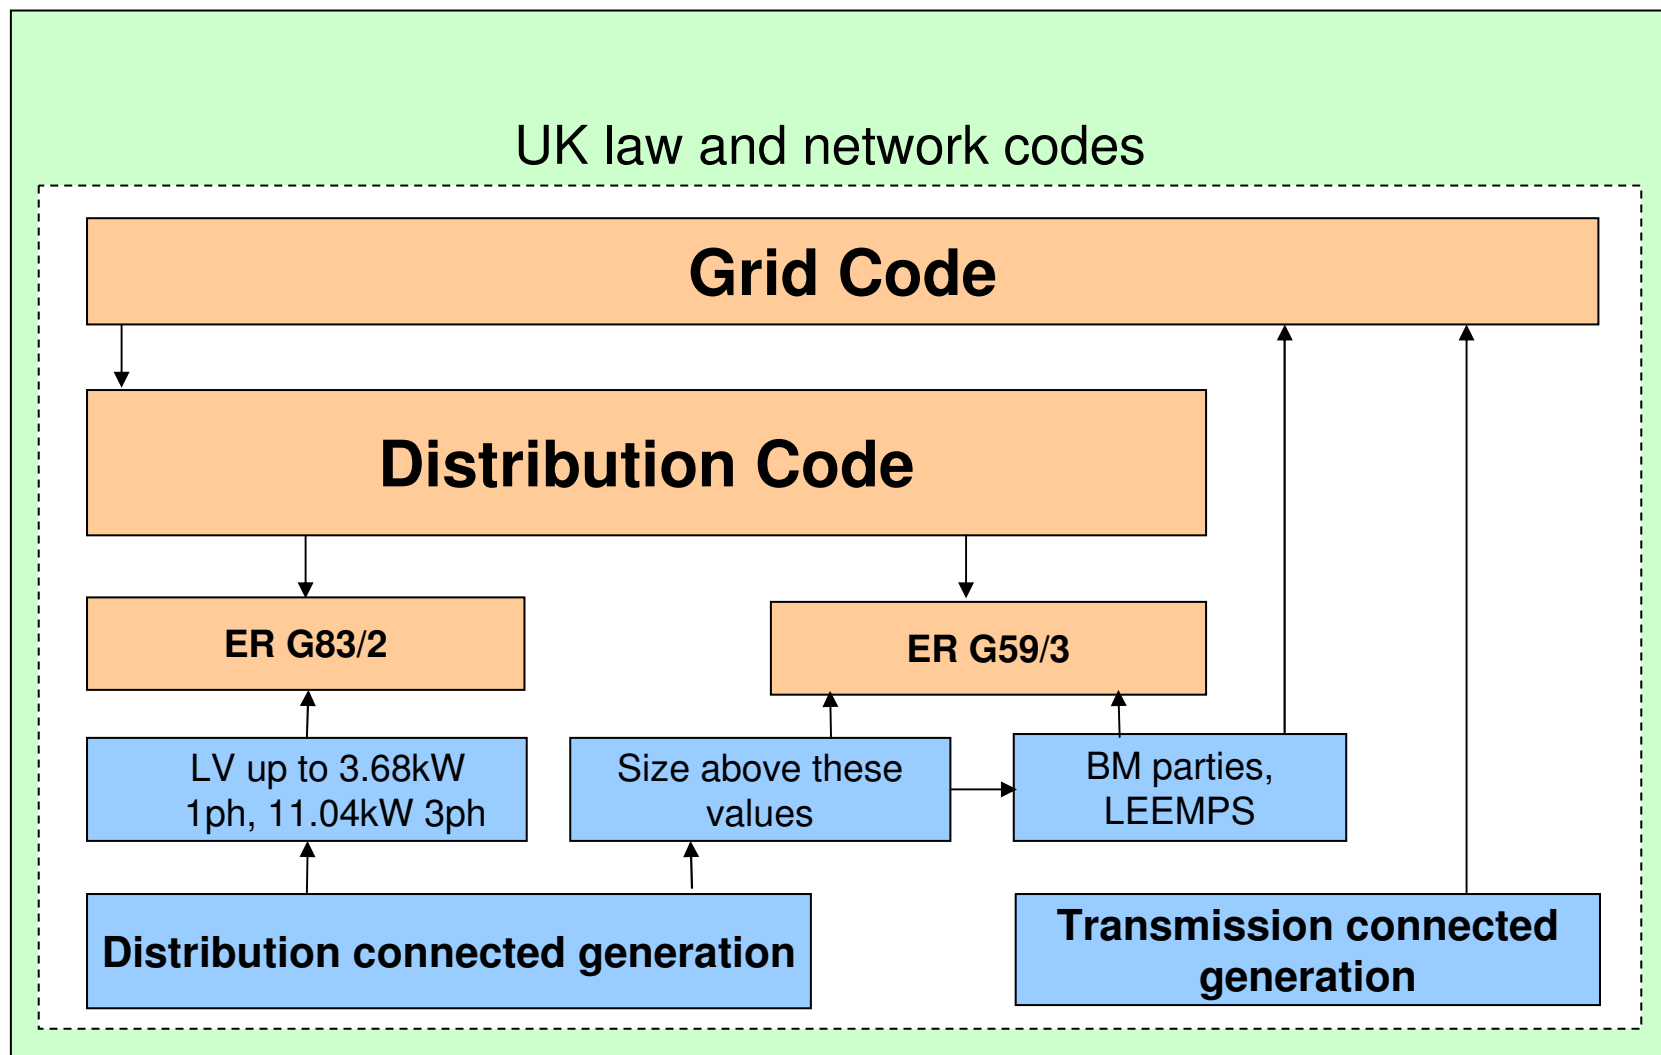 UK law and network codes
Grid Code
Distribution Code
ER G83/2
ER G59/3
LV up to 3.68kW
1ph, 11.04kW 3ph
Size above these
values
BM parties,
LEEMPS
Distribution connected generation
Transmission connected
generation